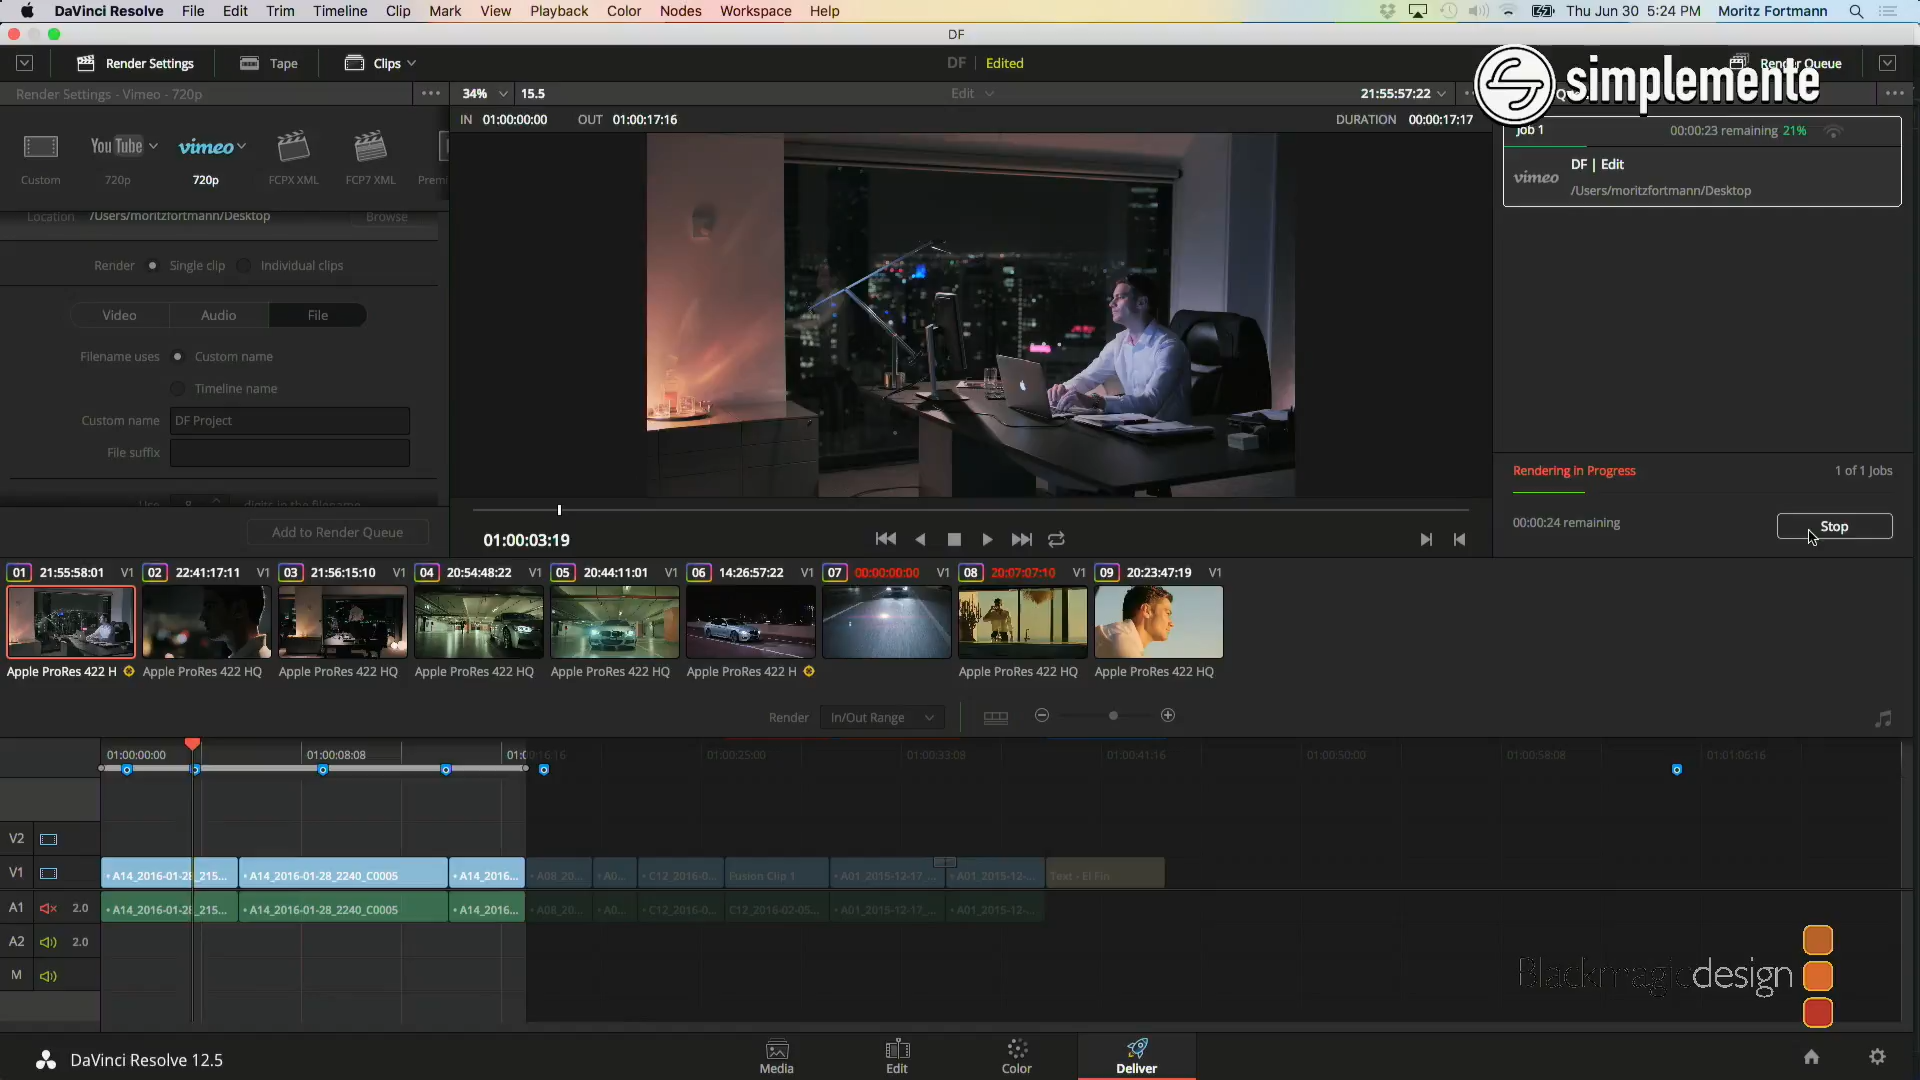 DaVinci Resolve File Edit Trim Timeline Clip Mark View Playback Color Nodes Workspace Help Thu Jun 30 5:24 PM Moritz Fortmann
DF
Render Settings Tape Clips DF Edited Render Queue
simplemente
Render Settings - Vimeo - 720p 34% 15.5 Edit 21:55:57:22
IN 01:00:00:00 OUT 01:00:17:16 DURATION 00:00:17:17
Job 1 00:00:23 remaining 21%
YouTube vimeo
Custom 720p 720p FCPX XML FCP7 XML
DF | Edit
vimeo
/Users/moritzfortmann/Desktop
Location /Users/moritzfortmann/Desktop Browse
Render Single clip Individual clips
Video Audio File
Filename uses Custom name
Timeline name
Custom name DF Project
File suffix
Use 8 digits in the filename
Add to Render Queue
Rendering in Progress 1 of 1 Jobs
00:00:24 remaining Stop
01:00:03:19
01 21:55:58:01 V1 02 22:41:17:11 V1 03 21:56:15:10 V1 04 20:54:48:22 V1 05 20:44:11:01 V1 06 14:26:57:22 V1 07 00:00:00:00 V1 08 20:07:07:10 V1 09 20:23:47:19 V1
Apple ProRes 422 H Apple ProRes 422 HQ Apple ProRes 422 HQ Apple ProRes 422 HQ Apple ProRes 422 HQ Apple ProRes 422 H Apple ProRes 422 HQ Apple ProRes 422 HQ
Render In/Out Range
01:00:00:00 01:00:08:08 01:00:16:16 01:00:25:00 01:00:33:08 01:00:41:16 01:00:50:00 01:00:58:08 01:01:06:16
V2
V1 A14_2016-01-28_215... A14_2016-01-28_2240_C0005 A14_2016... A08_20... A0... C12_2016-0... Fusion Clip 1 A01_2015-12-17_... A01_2015-12-... Text - El Fin
A1 2.0 A14_2016-01-28_215... A14_2016-01-28_2240_C0005 A14_2016... A08_20... A0... C12_2016-0... C12_2016-02-05... A01_2015-12-17_... A01_2015-12-...
A2 2.0
M
Blackmagicdesign
DaVinci Resolve 12.5 Media Edit Color Deliver